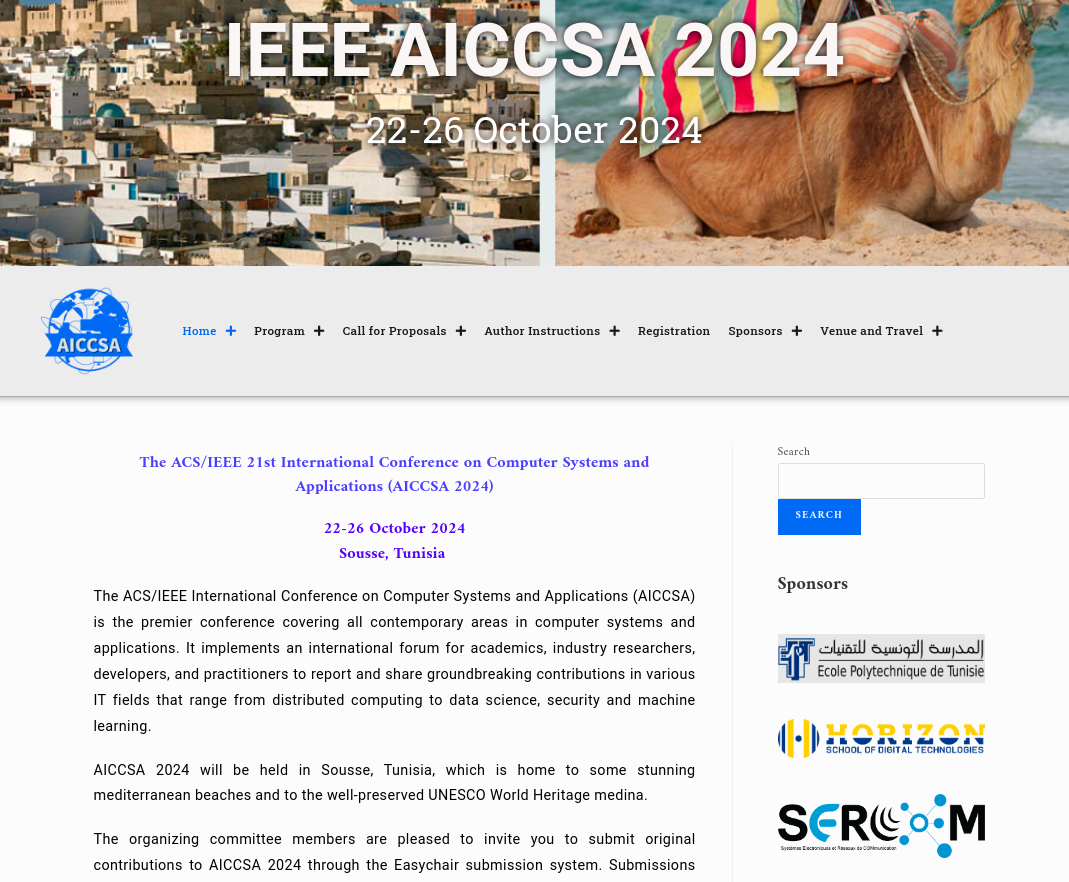 IEEE AICCSA 2024
22-26 October 2024
AICCSA
Home
Program
Call for Proposals
Author Instructions
Registration
Sponsors
Venue and Travel
The ACS/IEEE 21st International Conference on Computer Systems and
Applications (AICCSA 2024)
22-26 October 2024
Sousse, Tunisia
The ACS/IEEE International Conference on Computer Systems and Applications (AICCSA)
is the premier conference covering all contemporary areas in computer systems and
applications. It implements an international forum for academics, industry researchers,
developers, and practitioners to report and share groundbreaking contributions in various
IT fields that range from distributed computing to data science, security and machine
learning.
AICCSA 2024 will be held in Sousse, Tunisia, which is home to some stunning
mediterranean beaches and to the well-preserved UNESCO World Heritage medina.
The organizing committee members are pleased to invite you to submit original
contributions to AICCSA 2024 through the Easychair submission system. Submissions
Search
SEARCH
Sponsors
المدرسة التونسية للتقنيات
Ecole Polytechnique de Tunisie
HORIZON
SCHOOL OF DIGITAL TECHNOLOGIES
SERCOM
Systèmes Electroniques et Réseaux de COMmunication